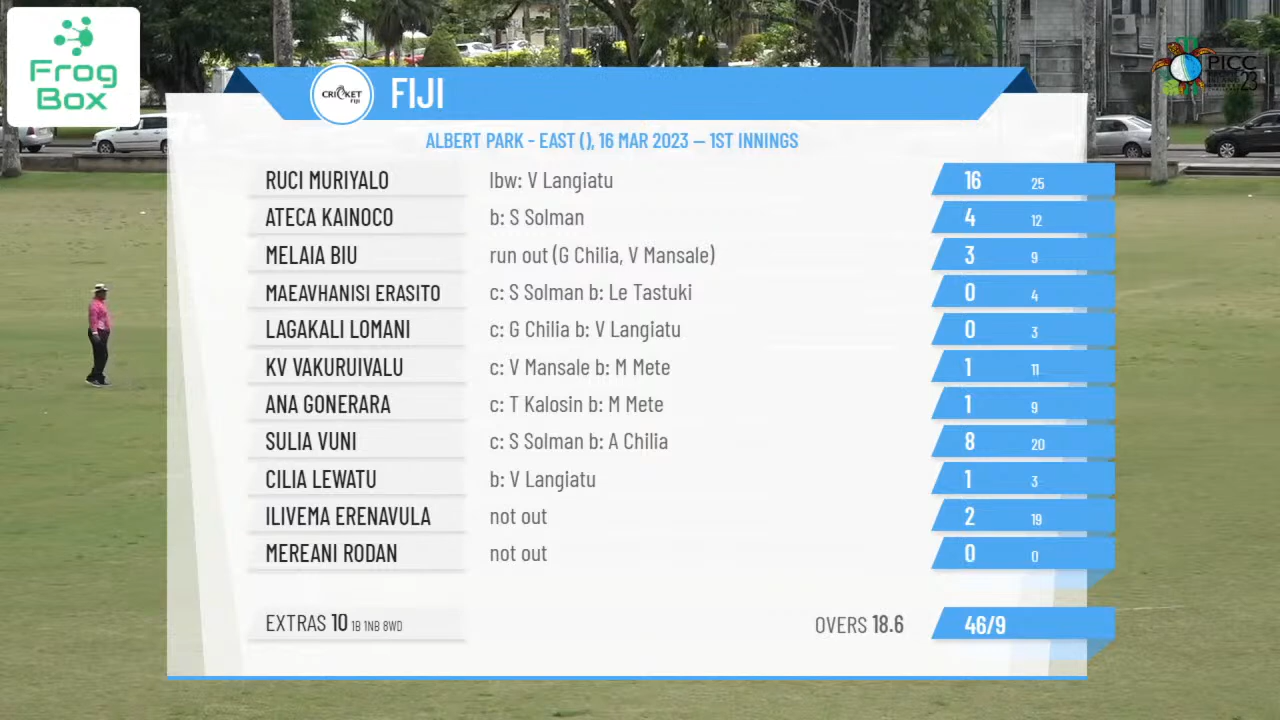 Frog
Box
CRICKET
FIJI
FIJI
PICC
23
ALBERT PARK - EAST (), 16 MAR 2023 – 1ST INNINGS
RUCI MURIYALO lbw: V Langiatu 16 25
ATECA KAINOCO b: S Solman 4 12
MELAIA BIU run out (G Chilia, V Mansale) 3 9
MAEAVHANISI ERASITO c: S Solman b: Le Tastuki 0 4
LAGAKALI LOMANI c: G Chilia b: V Langiatu 0 3
KV VAKURUIVALU c: V Mansale b: M Mete 1 11
ANA GONERARA c: T Kalosin b: M Mete 1 9
SULIA VUNI c: S Solman b: A Chilia 8 20
CILIA LEWATU b: V Langiatu 1 3
ILIVEMA ERENAVULA not out 2 19
MEREANI RODAN not out 0 0
EXTRAS 10 1B 1NB 8WD OVERS 18.6 46/9